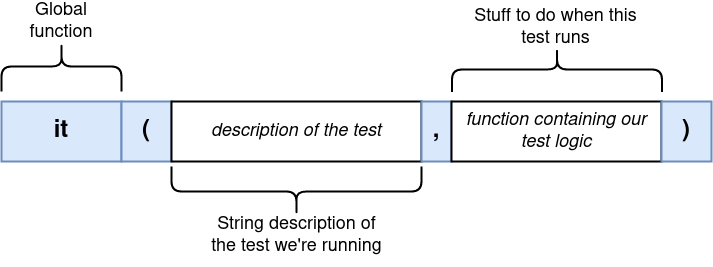 Global
function
Stuff to do when this
test runs
it
(
description of the test
,
function containing our
test logic
)
String description of
the test we're running